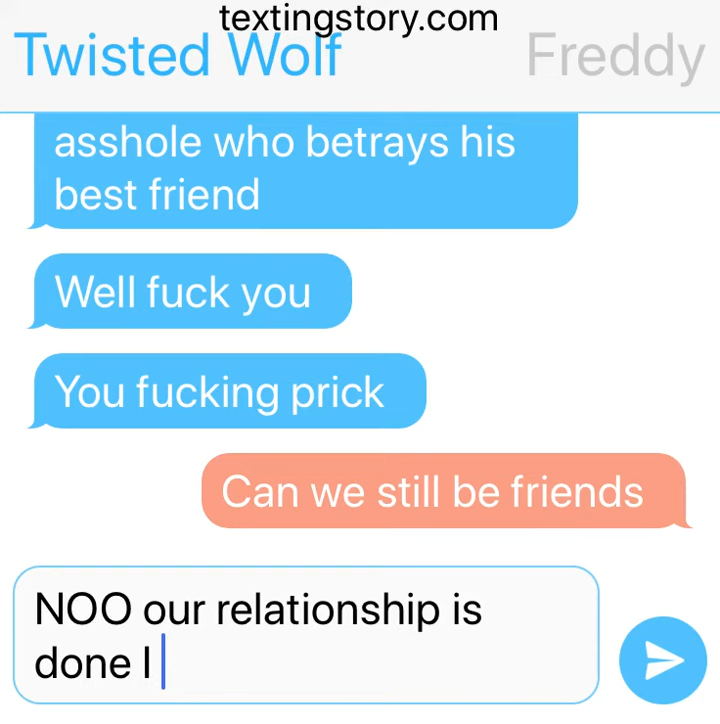 textingstory.com
Twisted Wolf Freddy
asshole who betrays his
best friend
Well fuck you
You fucking prick
Can we still be friends
NOO our relationship is
done I